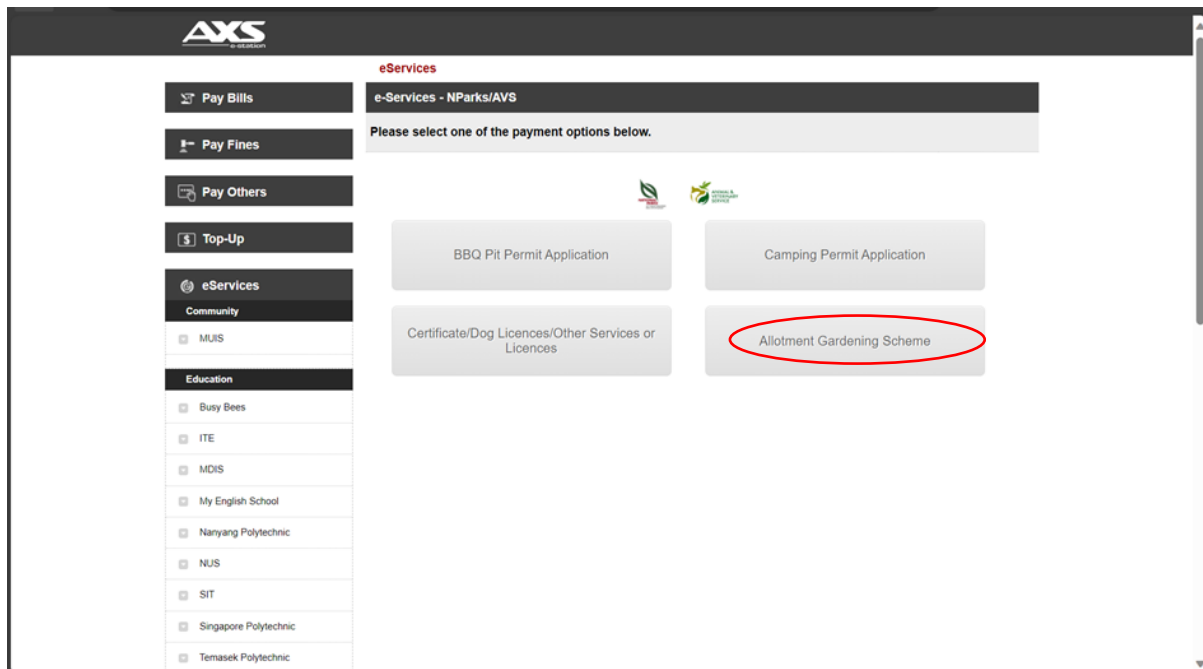 AXS
e-station
eServices
Pay Bills
e-Services - NParks/AVS
Please select one of the payment options below.
Pay Fines
Pay Others
ANIMAL &
VETERINARY
SERVICE
Top-Up
BBQ Pit Permit Application
Camping Permit Application
eServices
Community
MUIS
Certificate/Dog Licences/Other Services or
Licences
Allotment Gardening Scheme
Education
Busy Bees
ITE
MDIS
My English School
Nanyang Polytechnic
NUS
SIT
Singapore Polytechnic
Temasek Polytechnic